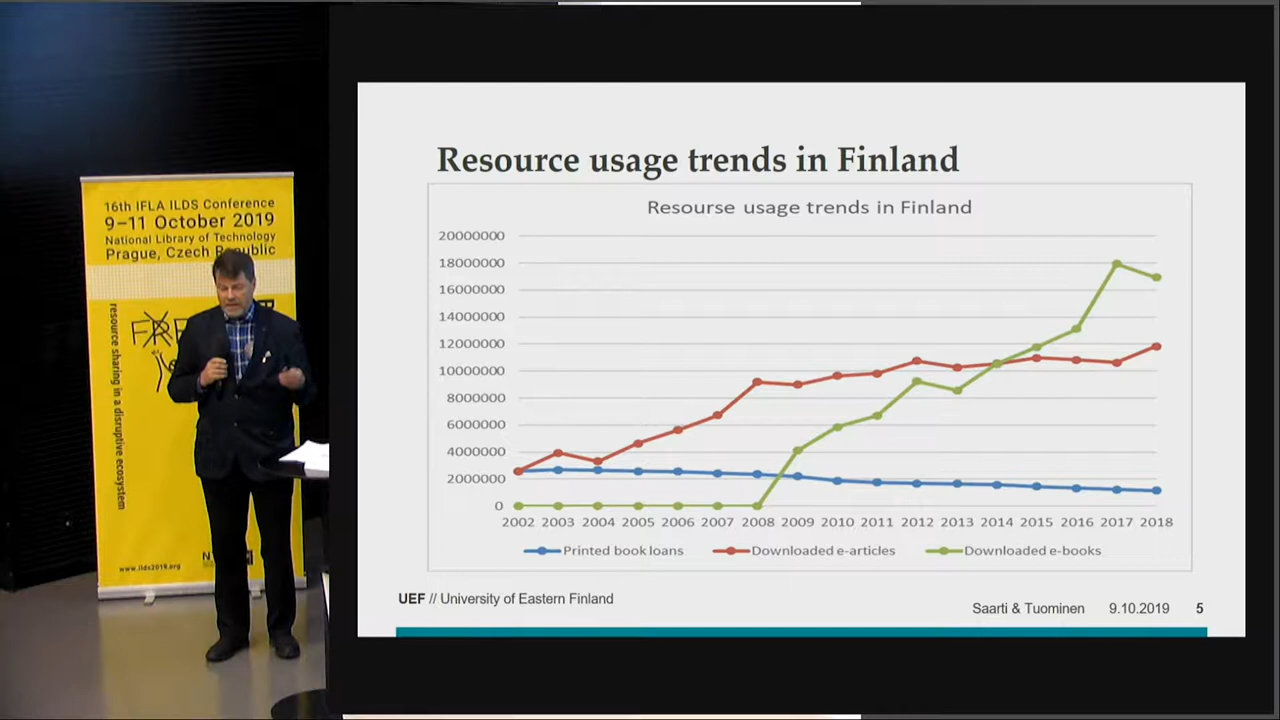 16th IFLA ILDS Conference
9–11 October 2019
National Library of Technology
Prague, Czech Republic
resource sharing in a disruptive ecosystem
www.ilds2019.org
Resource usage trends in Finland
Resourse usage trends in Finland
20000000
18000000
16000000
14000000
12000000
10000000
8000000
6000000
4000000
2000000
0
2002 2003 2004 2005 2006 2007 2008 2009 2010 2011 2012 2013 2014 2015 2016 2017 2018
Printed book loans Downloaded e-articles Downloaded e-books
UEF // University of Eastern Finland
Saarti & Tuominen 9.10.2019 5